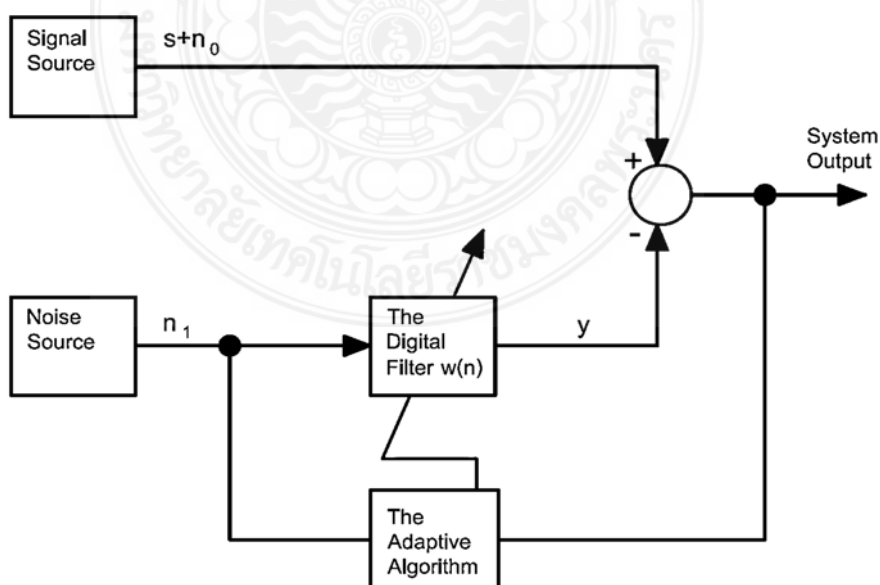 Signal
Source
s+n₀
+
-
System
Output
Noise
Source
n₁
The
Digital
Filter w(n)
y
The
Adaptive
Algorithm